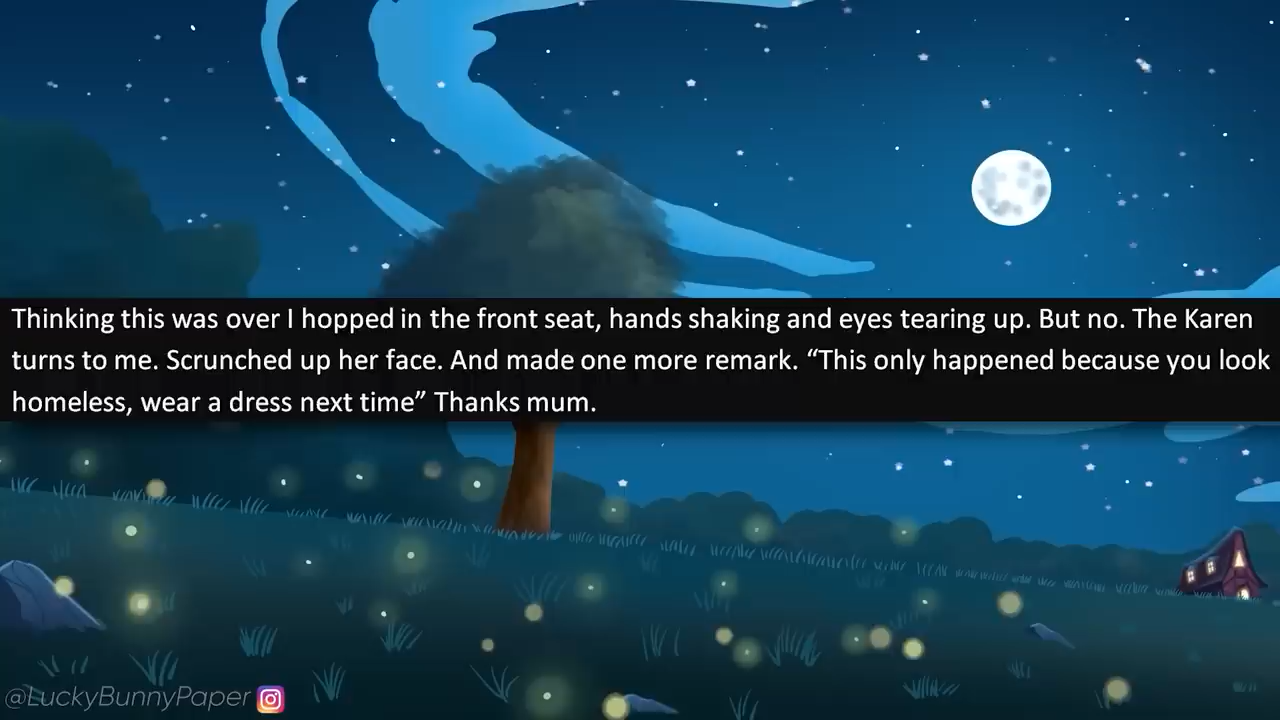 Thinking this was over I hopped in the front seat, hands shaking and eyes tearing up. But no. The Karen
turns to me. Scrunched up her face. And made one more remark. “This only happened because you look
homeless, wear a dress next time” Thanks mum.
@LuckyBunnyPaper